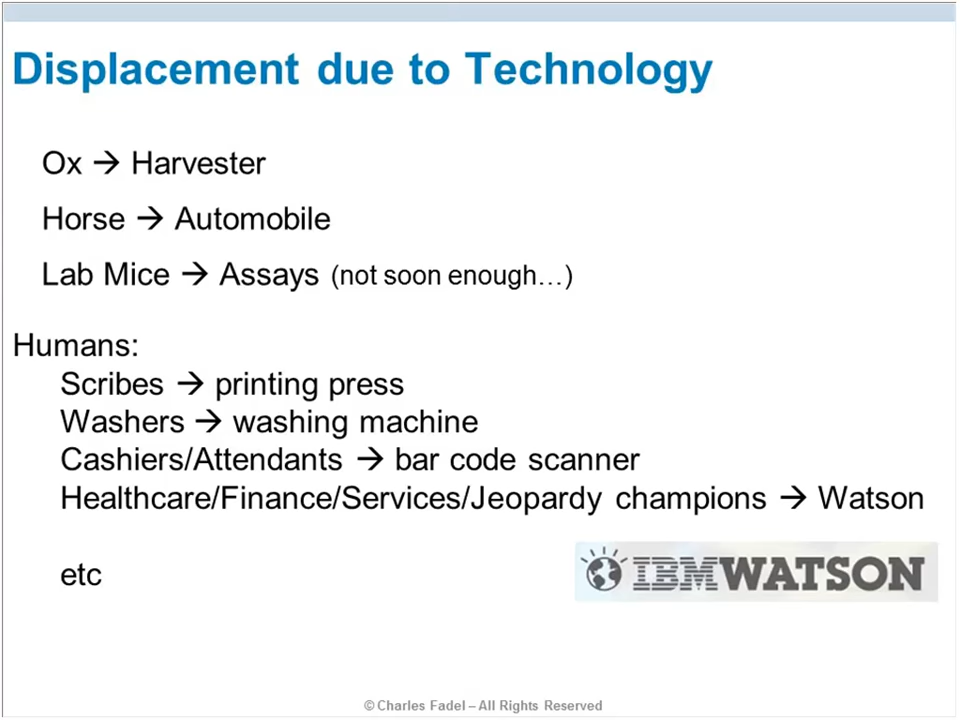 Displacement due to Technology
Ox → Harvester
Horse → Automobile
Lab Mice → Assays (not soon enough…)
Humans:
Scribes → printing press
Washers → washing machine
Cashiers/Attendants → bar code scanner
Healthcare/Finance/Services/Jeopardy champions → Watson
etc
IBMWATSON
© Charles Fadel – All Rights Reserved